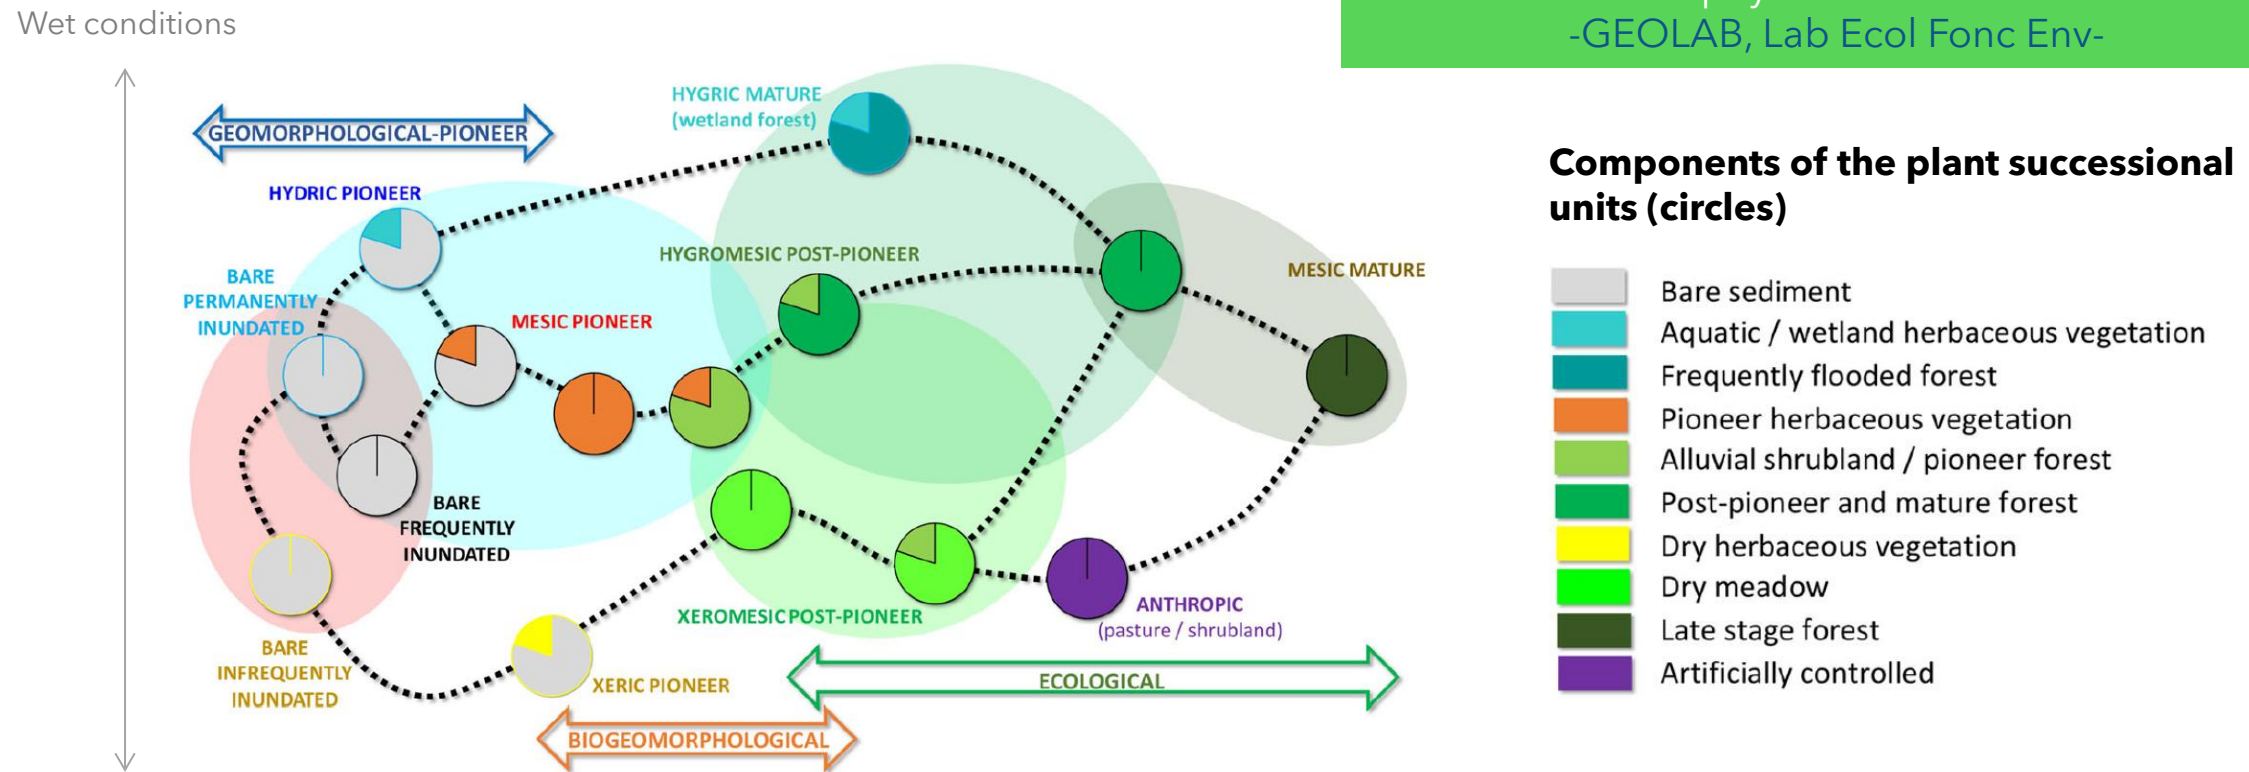 Wet conditions
-GEOLAB, Lab Ecol Fonc Env-
GEOMORPHOLOGICAL-PIONEER
HYGRIC MATURE
(wetland forest)
HYDRIC PIONEER
HYGROMESIC POST-PIONEER
BARE
PERMANENTLY
INUNDATED
MESIC PIONEER
MESIC MATURE
BARE
FREQUENTLY
INUNDATED
XEROMESIC POST-PIONEER
ANTHROPIC
(pasture / shrubland)
BARE
INFREQUENTLY
INUNDATED
XERIC PIONEER
ECOLOGICAL
BIOGEOMORPHOLOGICAL
Components of the plant successional
units (circles)
Bare sediment
Aquatic / wetland herbaceous vegetation
Frequently flooded forest
Pioneer herbaceous vegetation
Alluvial shrubland / pioneer forest
Post-pioneer and mature forest
Dry herbaceous vegetation
Dry meadow
Late stage forest
Artificially controlled